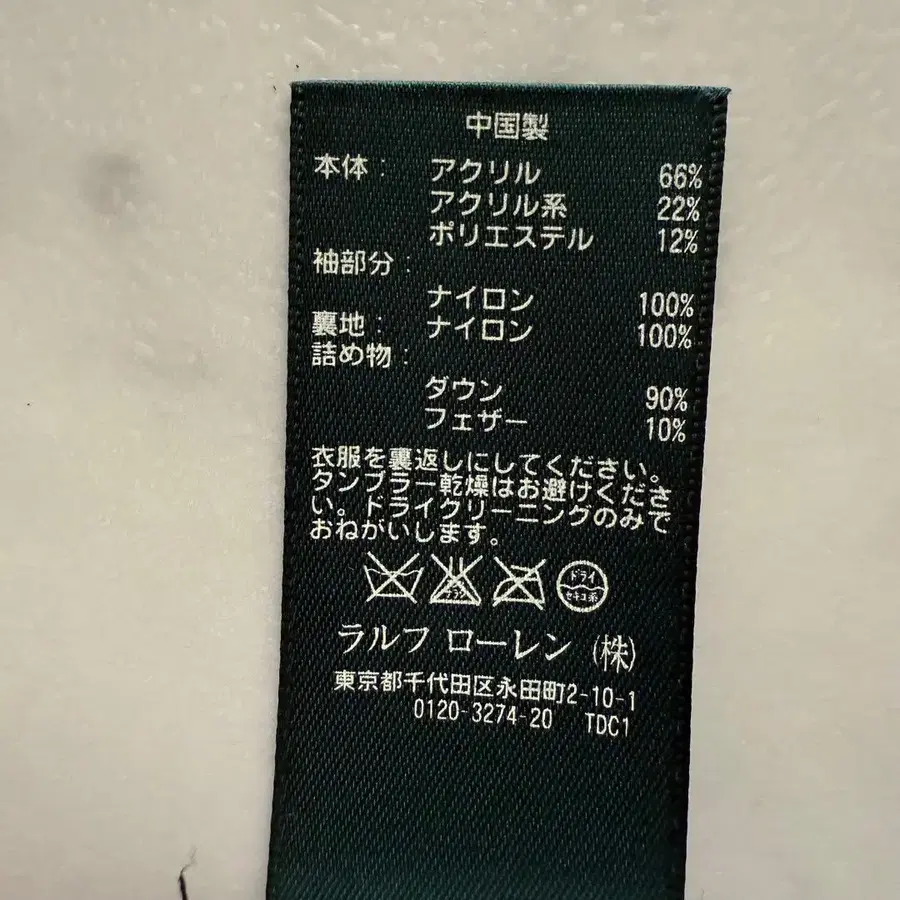 中国製
本体: アクリル 66%
アクリル系 22%
ポリエステル 12%
袖部分:
ナイロン 100%
裏地: ナイロン 100%
詰め物:
ダウン 90%
フェザー 10%
衣服を裏返しにしてください。
タンブラー乾燥はお避けくださ
い。ドライクリーニングのみで
おねがいします。
エンソサラシ
ドライ
セキユ系
ラルフ ローレン (株)
東京都千代田区永田町2-10-1
0120-3274-20 TDC1